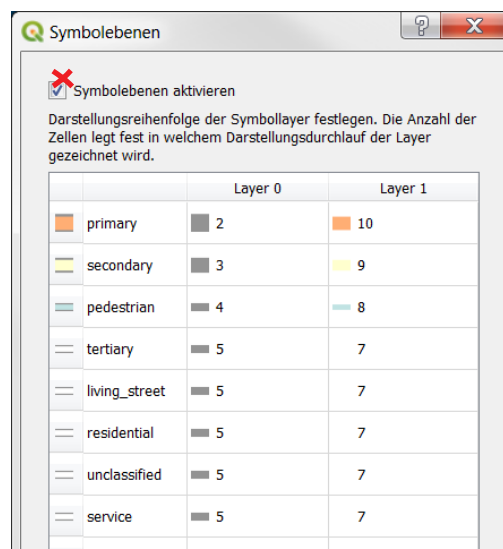 Symbolebenen
Symbolebenen aktivieren
Darstellungsreihenfolge der Symbollayer festlegen. Die Anzahl der
Zellen legt fest in welchem Darstellungsdurchlauf der Layer
gezeichnet wird.
Layer 0 Layer 1
primary 2 10
secondary 3 9
pedestrian 4 8
tertiary 5 7
living_street 5 7
residential 5 7
unclassified 5 7
service 5 7